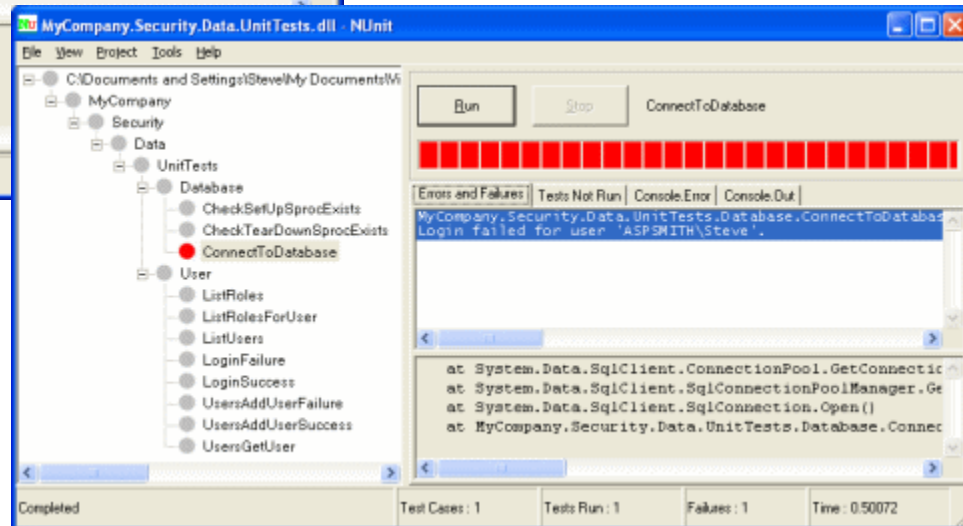 MyCompany.Security.Data.UnitTests.dll - NUnit
File View Project Tools Help
C:\Documents and Settings\Steve\My Documents\Vi
MyCompany
Security
Data
UnitTests
Database
CheckSetUpSprocExists
CheckTearDownSprocExists
ConnectToDatabase
User
ListRoles
ListRolesForUser
ListUsers
LoginFailure
LoginSuccess
UsersAddUserFailure
UsersAddUserSuccess
UsersGetUser
Run Stop ConnectToDatabase
Errors and Failures Tests Not Run Console.Error Console.Out
MyCompany.Security.Data.UnitTests.Database.ConnectToDatabas
Login failed for user 'ASPSMITH\Steve'.
at System.Data.SqlClient.ConnectionPool.GetConnectic
at System.Data.SqlClient.SqlConnectionPoolManager.Ge
at System.Data.SqlClient.SqlConnection.Open()
at MyCompany.Security.Data.UnitTests.Database.Connec
Completed Test Cases : 1 Tests Run : 1 Failures : 1 Time : 0.50072